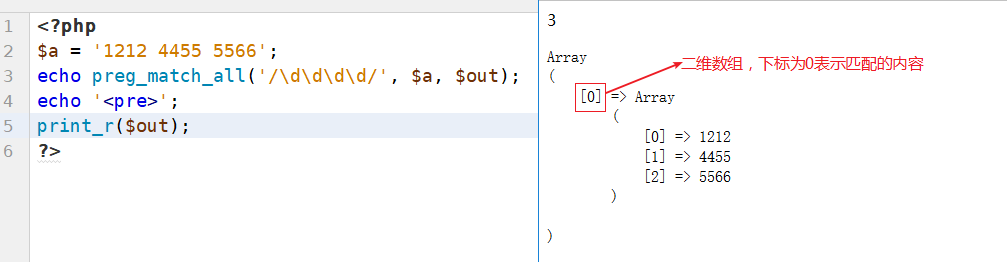 1 <?php
2 $a = '1212 4455 5566';
3 echo preg_match_all('/\d\d\d\d/', $a, $out);
4 echo '<pre>';
5 print_r($out);
6 ?>
3
Array
(
    [0] => Array
        (
            [0] => 1212
            [1] => 4455
            [2] => 5566
        )

)
二维数组，下标为0表示匹配的内容